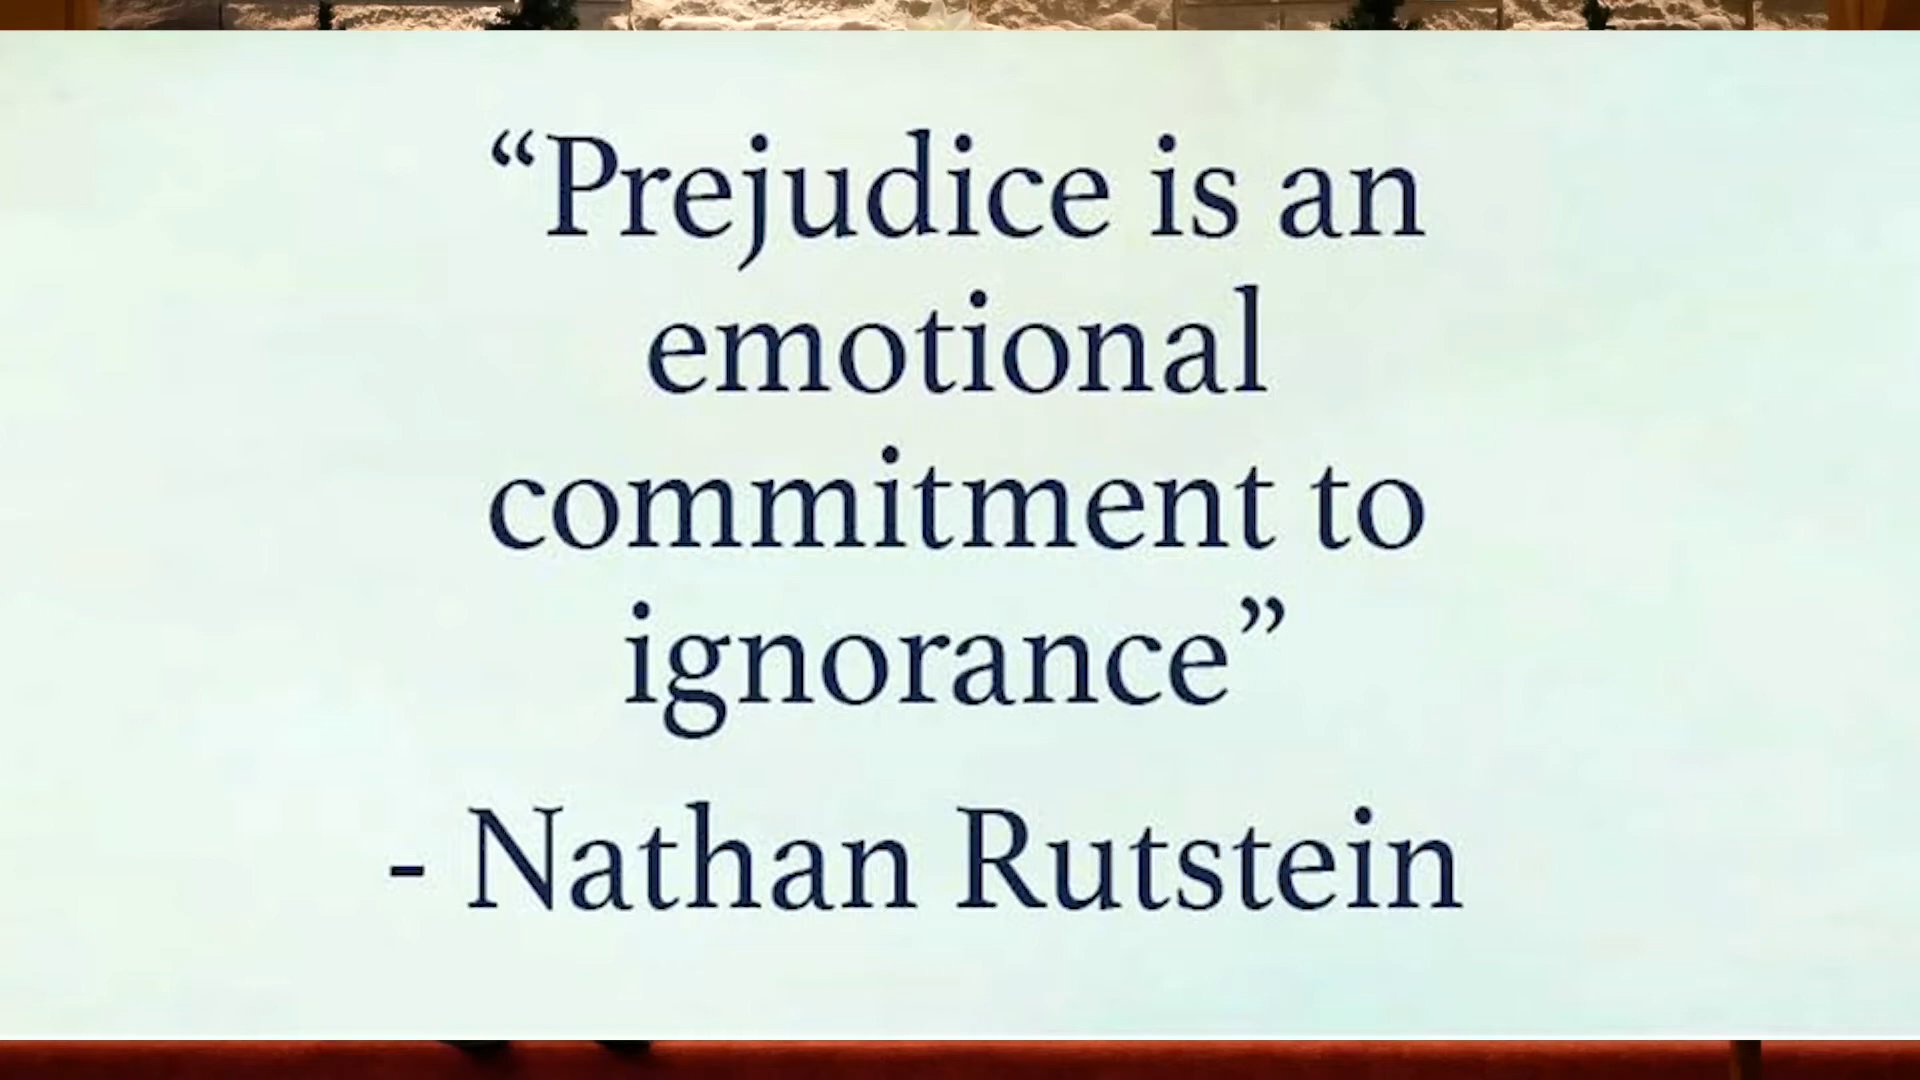 “Prejudice is an
emotional
commitment to
ignorance”
- Nathan Rutstein